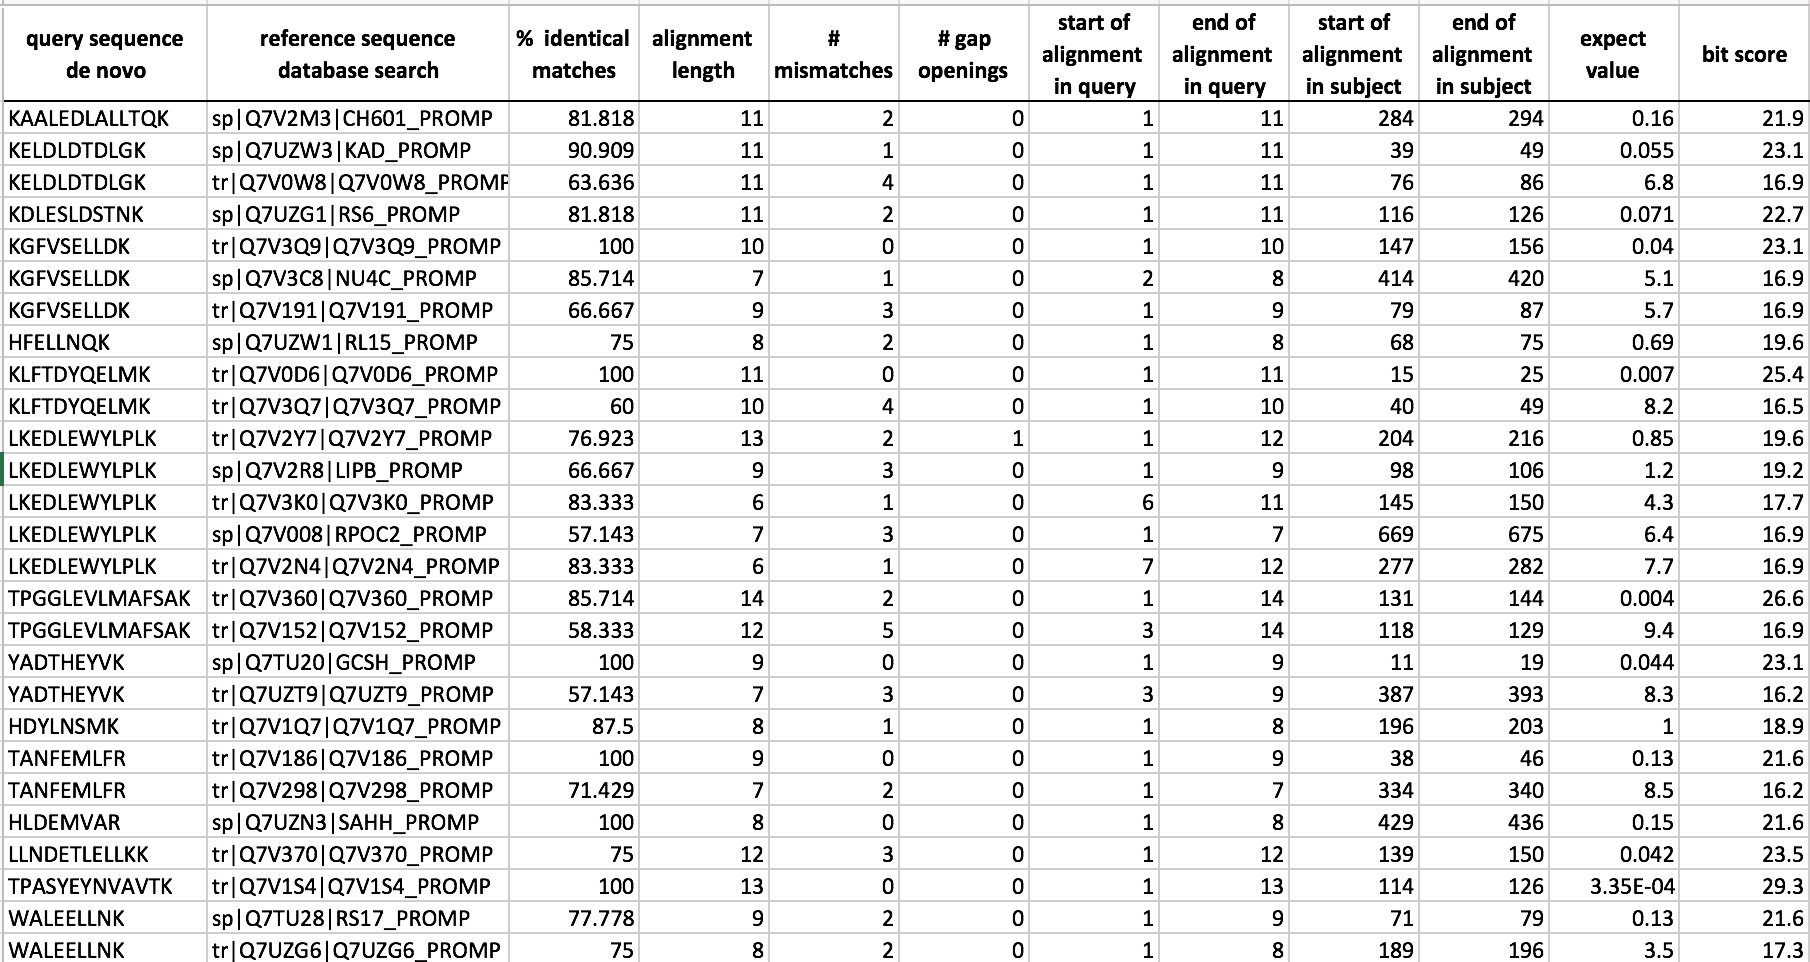 query sequence de novo	reference sequence database search	% identical matches	alignment length	# mismatches	# gap openings	start of alignment in query	end of alignment in query	start of alignment in subject	end of alignment in subject	expect value	bit score
KAALEDLALLTQK	sp|Q7V2M3|CH601_PROMP	81.818	11	2	0	1	11	284	294	0.16	21.9
KELDLDTDLGK	sp|Q7UZW3|KAD_PROMP	90.909	11	1	0	1	11	39	49	0.055	23.1
KELDLDTDLGK	tr|Q7V0W8|Q7V0W8_PROMP	63.636	11	4	0	1	11	76	86	6.8	16.9
KDLESLDSTNK	sp|Q7UZG1|RS6_PROMP	81.818	11	2	0	1	11	116	126	0.071	22.7
KGFVSELLDK	tr|Q7V3Q9|Q7V3Q9_PROMP	100	10	0	0	1	10	147	156	0.04	23.1
KGFVSELLDK	sp|Q7V3C8|NU4C_PROMP	85.714	7	1	0	2	8	414	420	5.1	16.9
KGFVSELLDK	tr|Q7V191|Q7V191_PROMP	66.667	9	3	0	1	9	79	87	5.7	16.9
HFELLNQK	sp|Q7UZW1|RL15_PROMP	75	8	2	0	1	8	68	75	0.69	19.6
KLFTDYQELMK	tr|Q7V0D6|Q7V0D6_PROMP	100	11	0	0	1	11	15	25	0.007	25.4
KLFTDYQELMK	tr|Q7V3Q7|Q7V3Q7_PROMP	60	10	4	0	1	10	40	49	8.2	16.5
LKEDLEWYLPLK	tr|Q7V2Y7|Q7V2Y7_PROMP	76.923	13	2	1	1	12	204	216	0.85	19.6
LKEDLEWYLPLK	sp|Q7V2R8|LIPB_PROMP	66.667	9	3	0	1	9	98	106	1.2	19.2
LKEDLEWYLPLK	tr|Q7V3K0|Q7V3K0_PROMP	83.333	6	1	0	6	11	145	150	4.3	17.7
LKEDLEWYLPLK	sp|Q7V008|RPOC2_PROMP	57.143	7	3	0	1	7	669	675	6.4	16.9
LKEDLEWYLPLK	tr|Q7V2N4|Q7V2N4_PROMP	83.333	6	1	0	7	12	277	282	7.7	16.9
TPGGLEVLMAFSAK	tr|Q7V360|Q7V360_PROMP	85.714	14	2	0	1	14	131	144	0.004	26.6
TPGGLEVLMAFSAK	tr|Q7V152|Q7V152_PROMP	58.333	12	5	0	3	14	118	129	9.4	16.9
YADTHEYVK	sp|Q7TU20|GCSH_PROMP	100	9	0	0	1	9	11	19	0.044	23.1
YADTHEYVK	tr|Q7UZT9|Q7UZT9_PROMP	57.143	7	3	0	3	9	387	393	8.3	16.2
HDYLNSMK	tr|Q7V1Q7|Q7V1Q7_PROMP	87.5	8	1	0	1	8	196	203	1	18.9
TANFEMLFR	tr|Q7V186|Q7V186_PROMP	100	9	0	0	1	9	38	46	0.13	21.6
TANFEMLFR	tr|Q7V298|Q7V298_PROMP	71.429	7	2	0	1	7	334	340	8.5	16.2
HLDEMVAR	sp|Q7UZN3|SAHH_PROMP	100	8	0	0	1	8	429	436	0.15	21.6
LLNDETLELLKK	tr|Q7V370|Q7V370_PROMP	75	12	3	0	1	12	139	150	0.042	23.5
TPASYEYNVAVTK	tr|Q7V1S4|Q7V1S4_PROMP	100	13	0	0	1	13	114	126	3.35E-04	29.3
WALEELLNK	sp|Q7TU28|RS17_PROMP	77.778	9	2	0	1	9	71	79	0.13	21.6
WALEELLNK	tr|Q7UZG6|Q7UZG6_PROMP	75	8	2	0	1	8	189	196	3.5	17.3